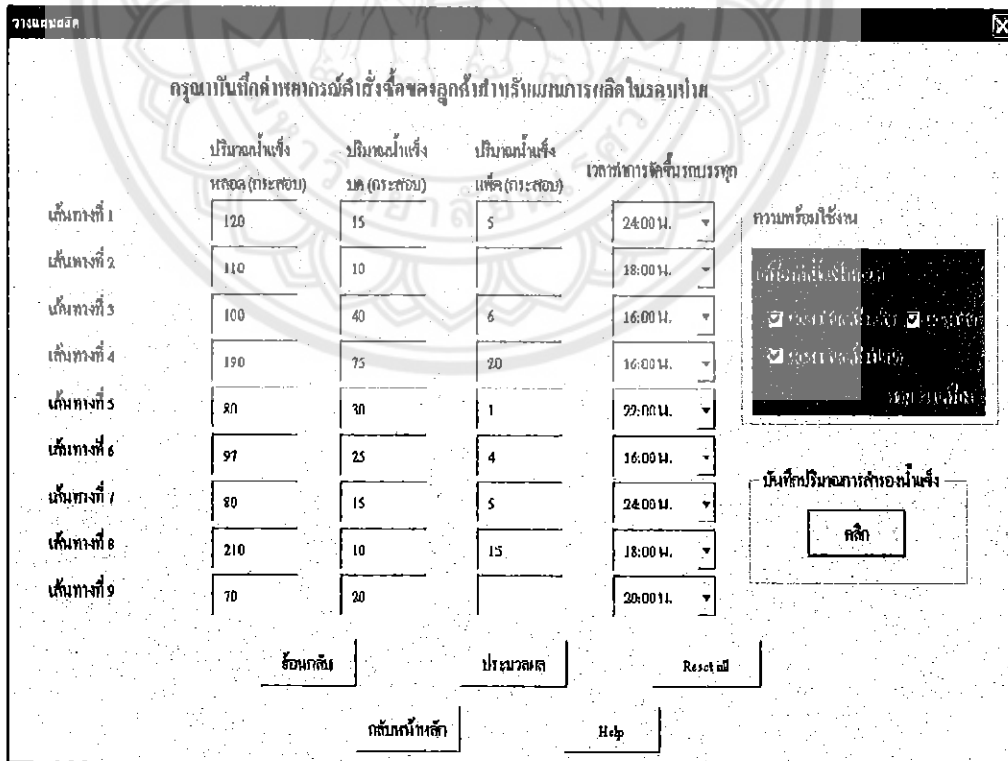 วางแผนผลิต
กรุณาบันทึกค่าพยากรณ์คำสั่งซื้อของลูกค้าสำหรับแผนการผลิตในรอบบ่าย
ปริมาณน้ำแข็ง ปริมาณน้ำแข็ง ปริมาณน้ำแข็ง
หลอด (กระสอบ) บด (กระสอบ) แพ็ค (กระสอบ) เวลาทำการจัดขึ้นรถบรรทุก
เส้นทางที่ 1 120 15 5 24:00 น.
เส้นทางที่ 2 110 10 18:00 น.
เส้นทางที่ 3 100 40 6 16:00 น.
เส้นทางที่ 4 190 75 20 16:00 น.
เส้นทางที่ 5 80 30 1 22:00 น.
เส้นทางที่ 6 97 25 4 16:00 น.
เส้นทางที่ 7 80 15 5 24:00 น.
เส้นทางที่ 8 210 10 15 18:00 น.
เส้นทางที่ 9 70 20 20:00 น.
ความพร้อมใช้งาน
บันทึกปริมาณการสำรองน้ำแข็ง
คลิก
ย้อนกลับ ประมวลผล Reset all
กลับหน้าหลัก Help